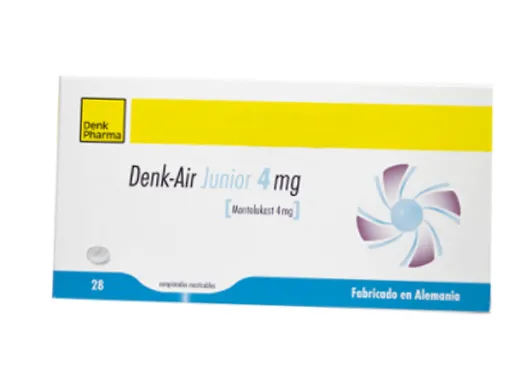 Denk
Pharma
Denk-Air Junior 4 mg
[Montelukast 4 mg]
28
comprimidos masticables
Fabricado en Alemania